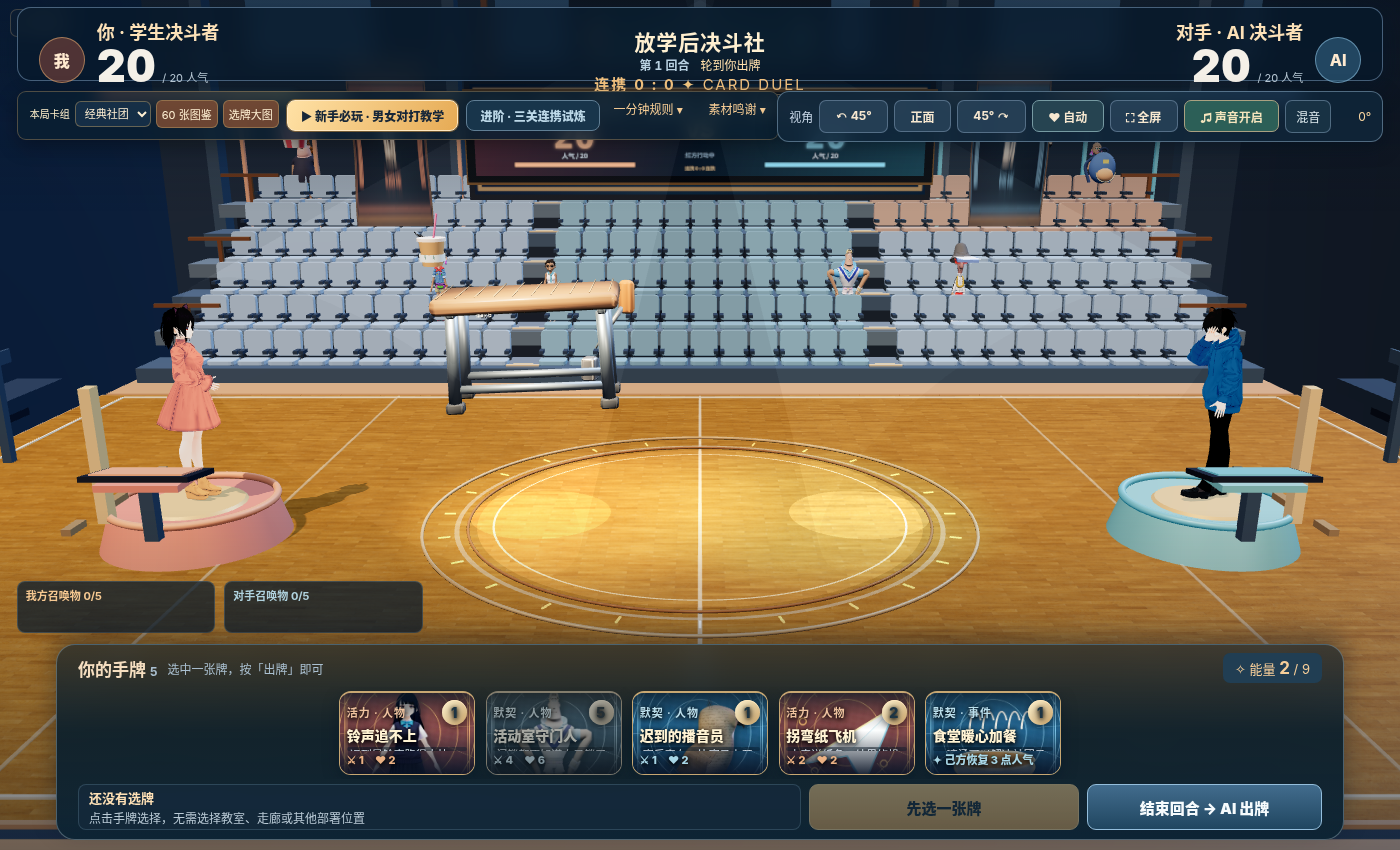 我
你 · 学生决斗者
20 / 20 人气
放学后决斗社
第 1 回合 轮到你出牌
连携 0 : 0 ✦ CARD DUEL
对手 · AI 决斗者
20 / 20 人气
AI
本局卡组 经典社团 60 张图鉴 选牌大图 ▶ 新手必玩 · 男女对打教学 进阶 · 三关连携试炼 一分钟规则 ▾ 素材鸣谢 ▾
视角 ↶ 45° 正面 45° ↷ ♥ 自动 ⛶ 全屏 ♫ 声音开启 混音 0°
20 人气 / 20
20 人气 / 20
我方召唤物 0/5
对手召唤物 0/5
你的手牌 5 选中一张牌，按「出牌」即可
✧ 能量 2 / 9
活力 · 人物 1
铃声追不上
⚔ 1 ♥ 2
默契 · 人物 5
活动室守门人
⚔ 4 ♥ 6
默契 · 人物 1
迟到的播音员
⚔ 1 ♥ 2
活力 · 人物 2
拐弯纸飞机
⚔ 2 ♥ 2
默契 · 事件 1
食堂暖心加餐
✦ 己方恢复 3 点人气
还没有选牌
点击手牌选择，无需选择教室、走廊或其他部署位置
先选一张牌
结束回合 → AI 出牌